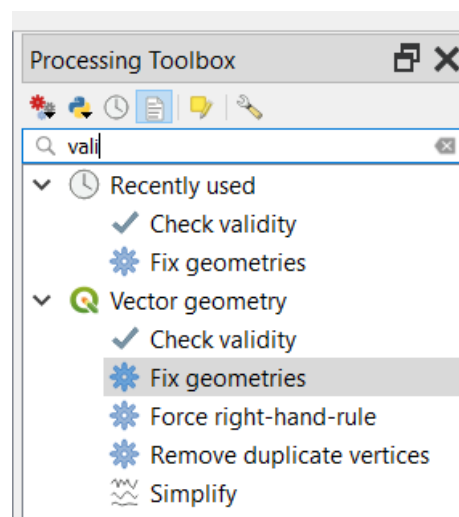 Processing Toolbox
vali
Recently used
Check validity
Fix geometries
Vector geometry
Check validity
Fix geometries
Force right-hand-rule
Remove duplicate vertices
Simplify